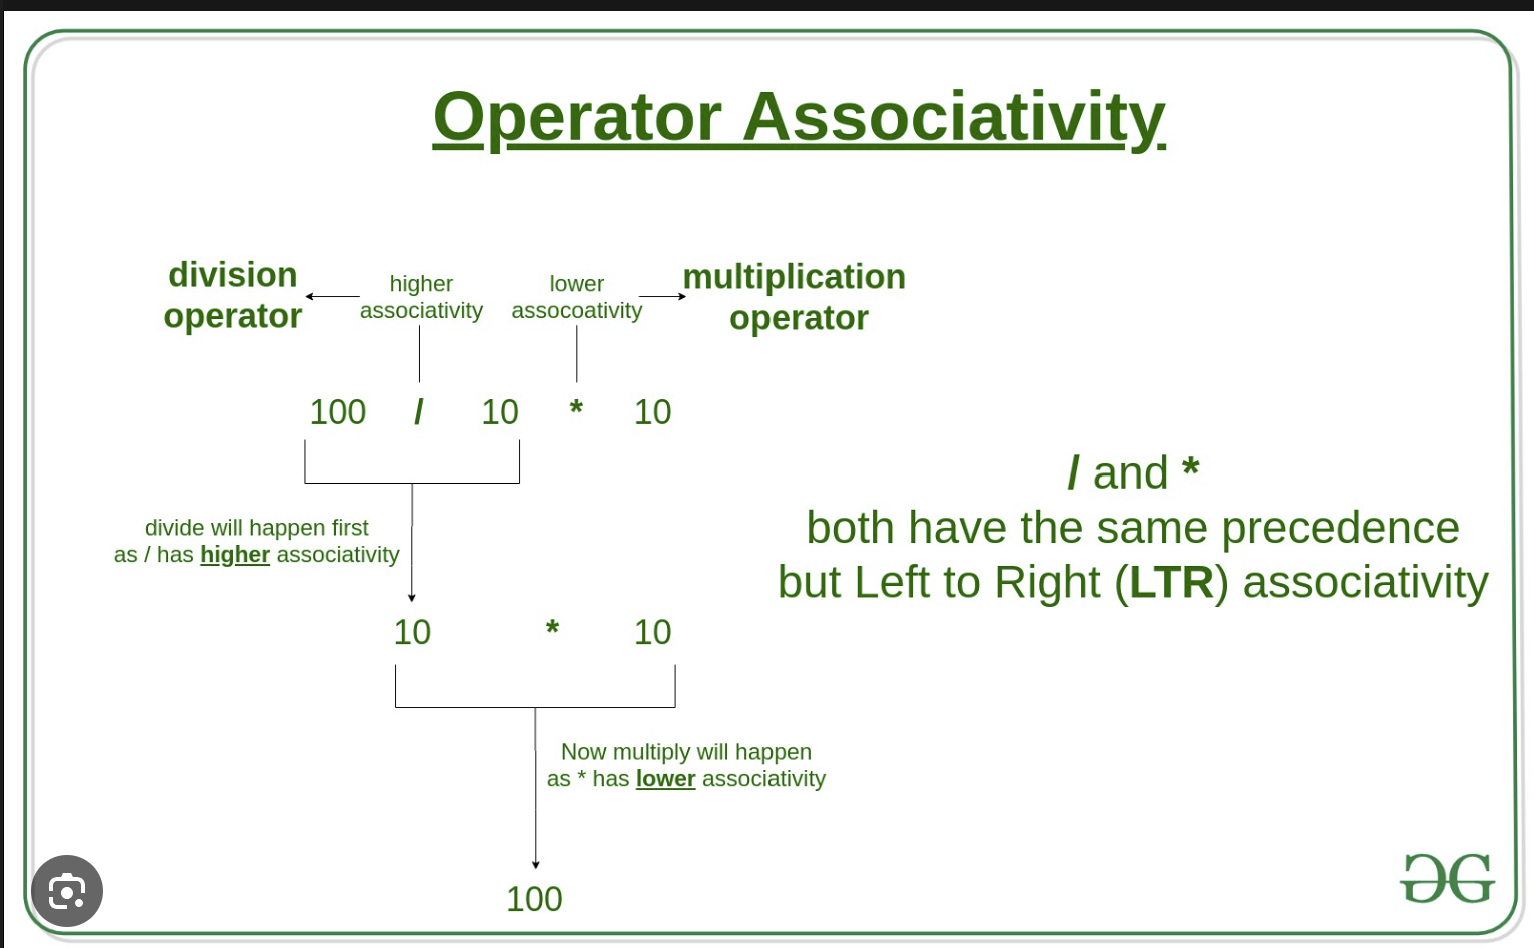 Operator Associativity
division
operator
higher
associativity
lower
assocoativity
multiplication
operator
100 / 10 * 10
divide will happen first
as / has higher associativity
10 * 10
Now multiply will happen
as * has lower associativity
100
/ and *
both have the same precedence
but Left to Right (LTR) associativity